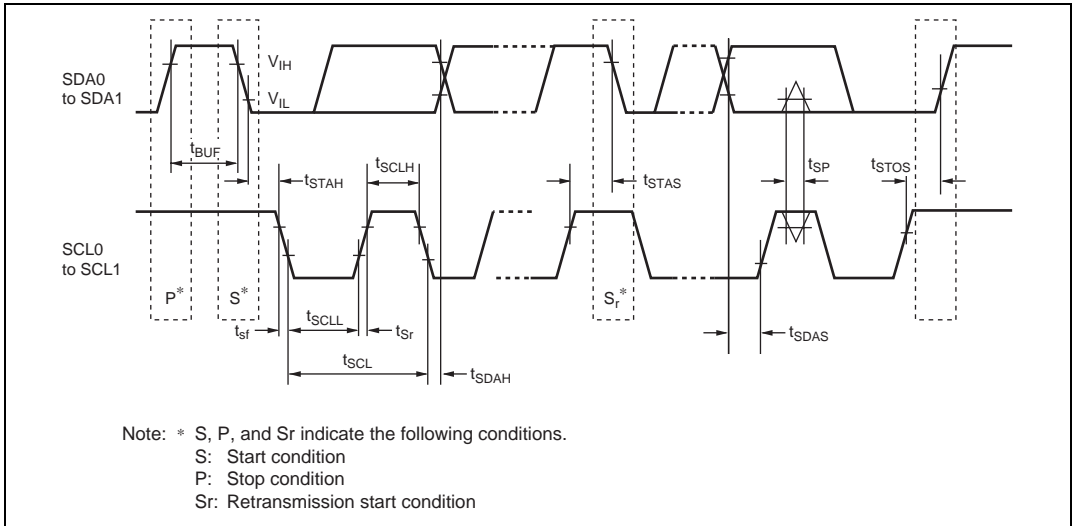 SDA0
to SDA1
VIH
VIL
tBUF
tSTAH
tSCLH
tSTAS
tSP
tSTOS
SCL0
to SCL1
P*
S*
Sr*
tsf
tSCLL
tSr
tSDAS
tSCL
tSDAH
Note: * S, P, and Sr indicate the following conditions.
S: Start condition
P: Stop condition
Sr: Retransmission start condition